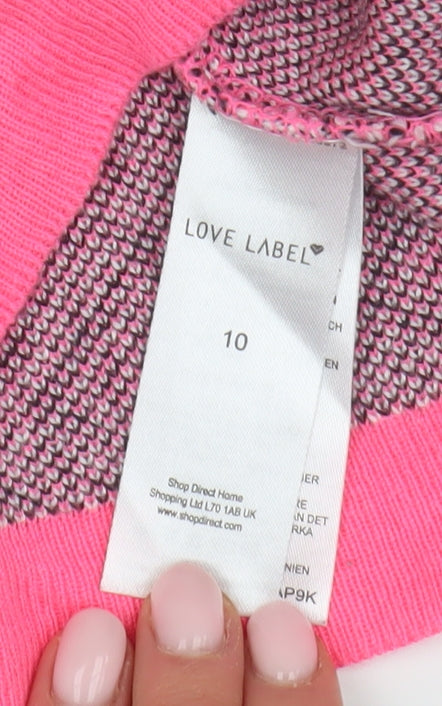 LOVE LABEL
10
Shop Direct Home
Shopping Ltd L70 1AB UK
www.shopdirect.com
CH
EN
IER
RE
AN DET
RKA
NIEN
AP9K